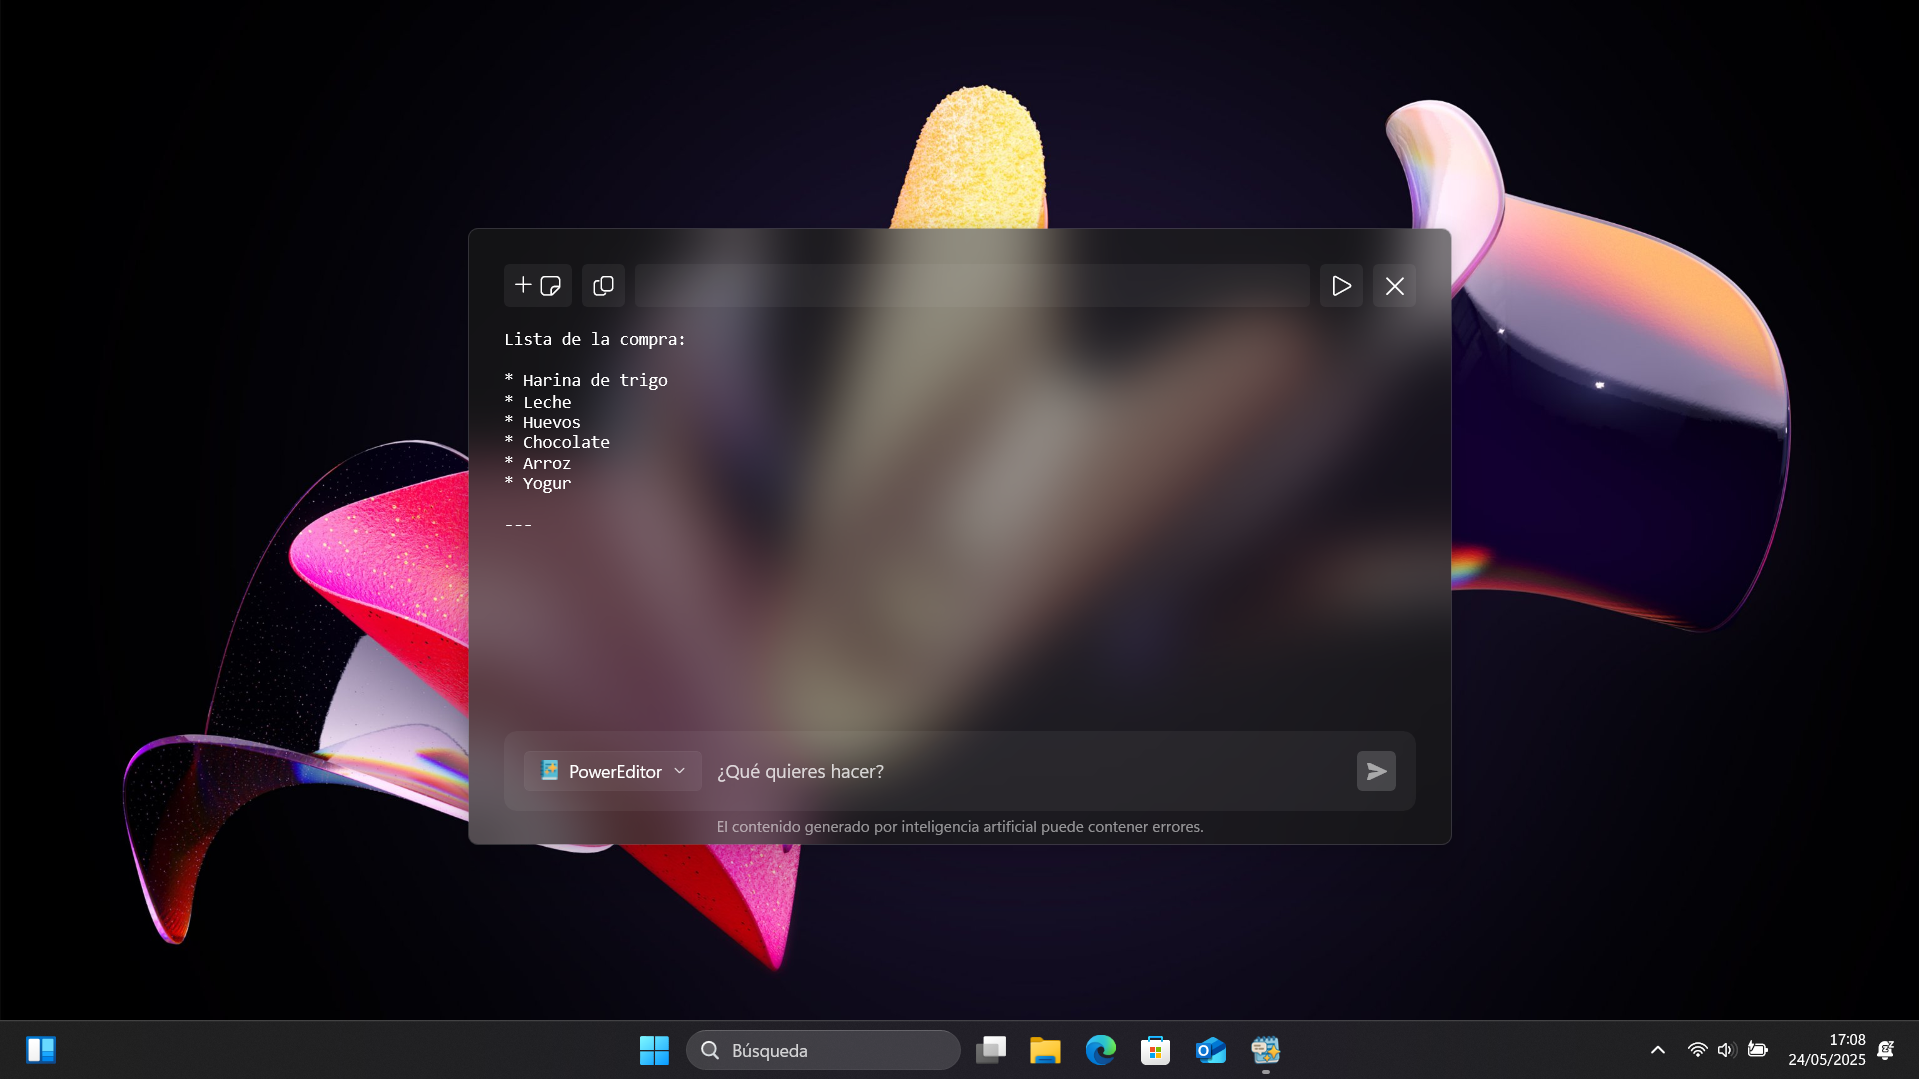 Lista de la compra:
* Harina de trigo
* Leche
* Huevos
* Chocolate
* Arroz
* Yogur
---
PowerEditor
¿Qué quieres hacer?
El contenido generado por inteligencia artificial puede contener errores.
Búsqueda
17:08
24/05/2025